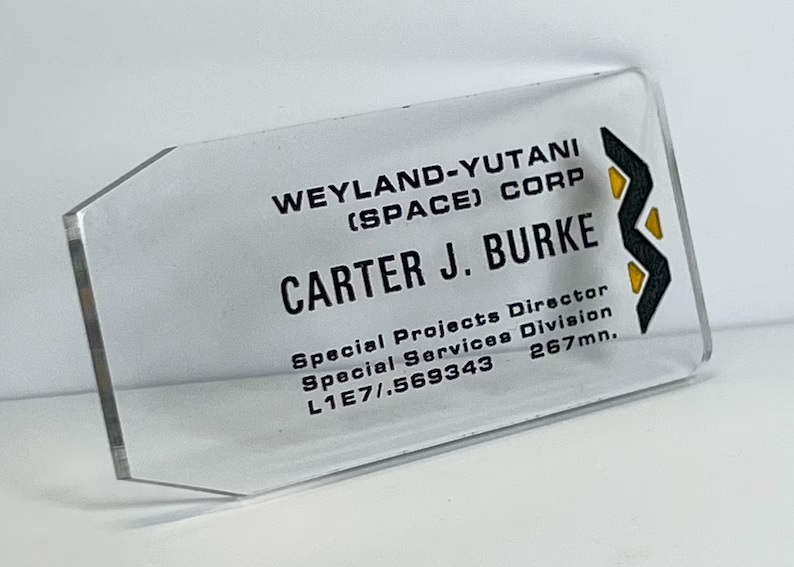 WEYLAND-YUTANI
(SPACE) CORP
CARTER J. BURKE
Special Projects Director
Special Services Division
L1E7/.569343 267mn.